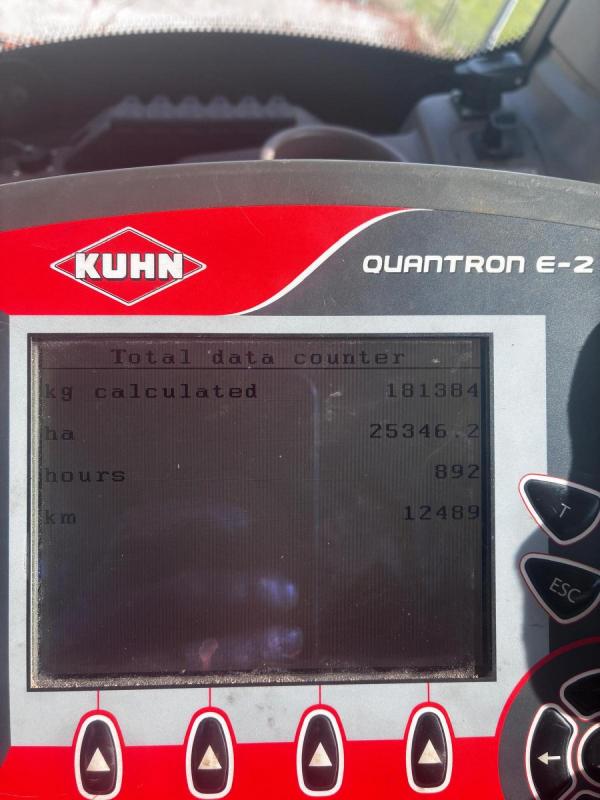 KUHN
QUANTRON E-2
Total data counter
kg calculated 181384
ha 25346.2
hours 892
km 12489
T
ESC